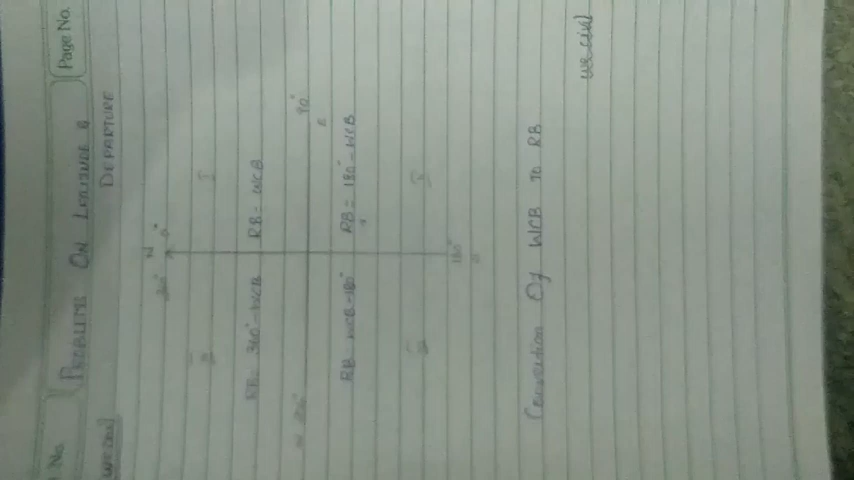 No.
Page No.
PROBLEMS ON LATITUDE &
DEPARTURE
N
0°
I
RB = 360° - WCB
RB = WCB
90°
E
RB = WCB - 180°
RB = 180° - WCB
180°
S
Conversion Of WCB TO RB